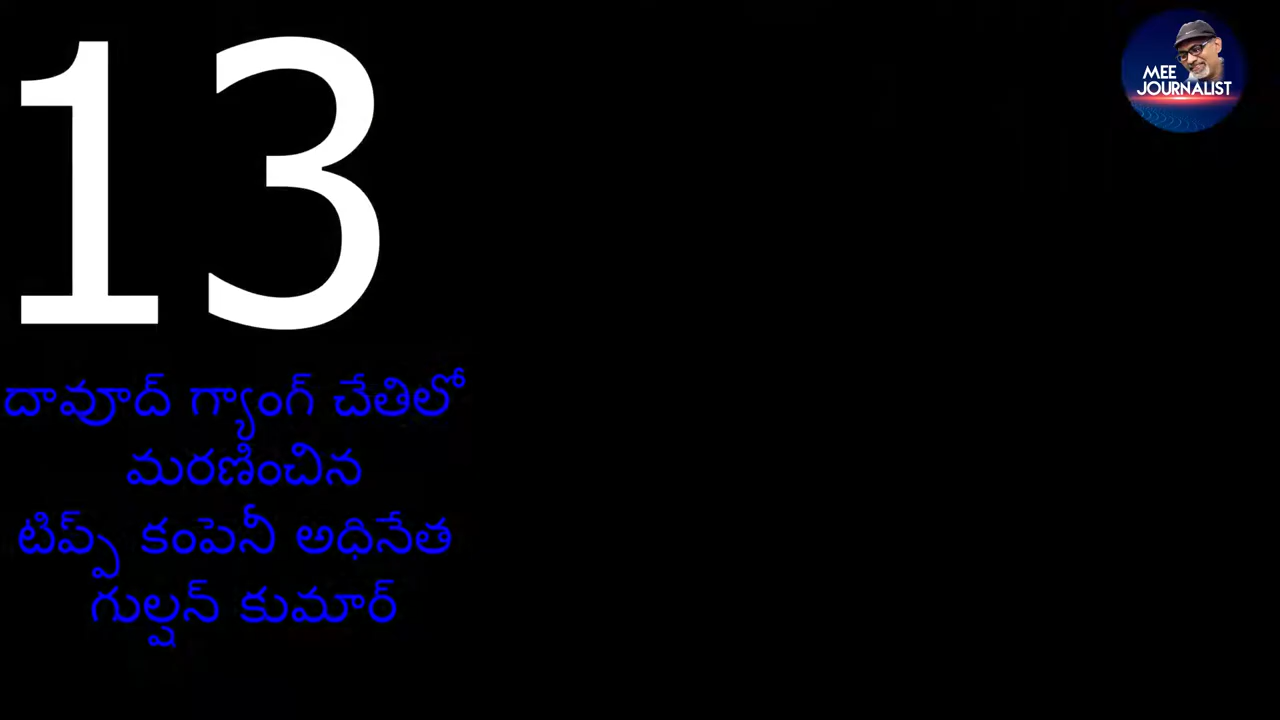 13
MEE
JOURNALIST
దావూద్ గ్యాంగ్ చేతిలో
మరణించిన
టిప్ప్ కంపెనీ అధినేత
గుల్షన్ కుమార్